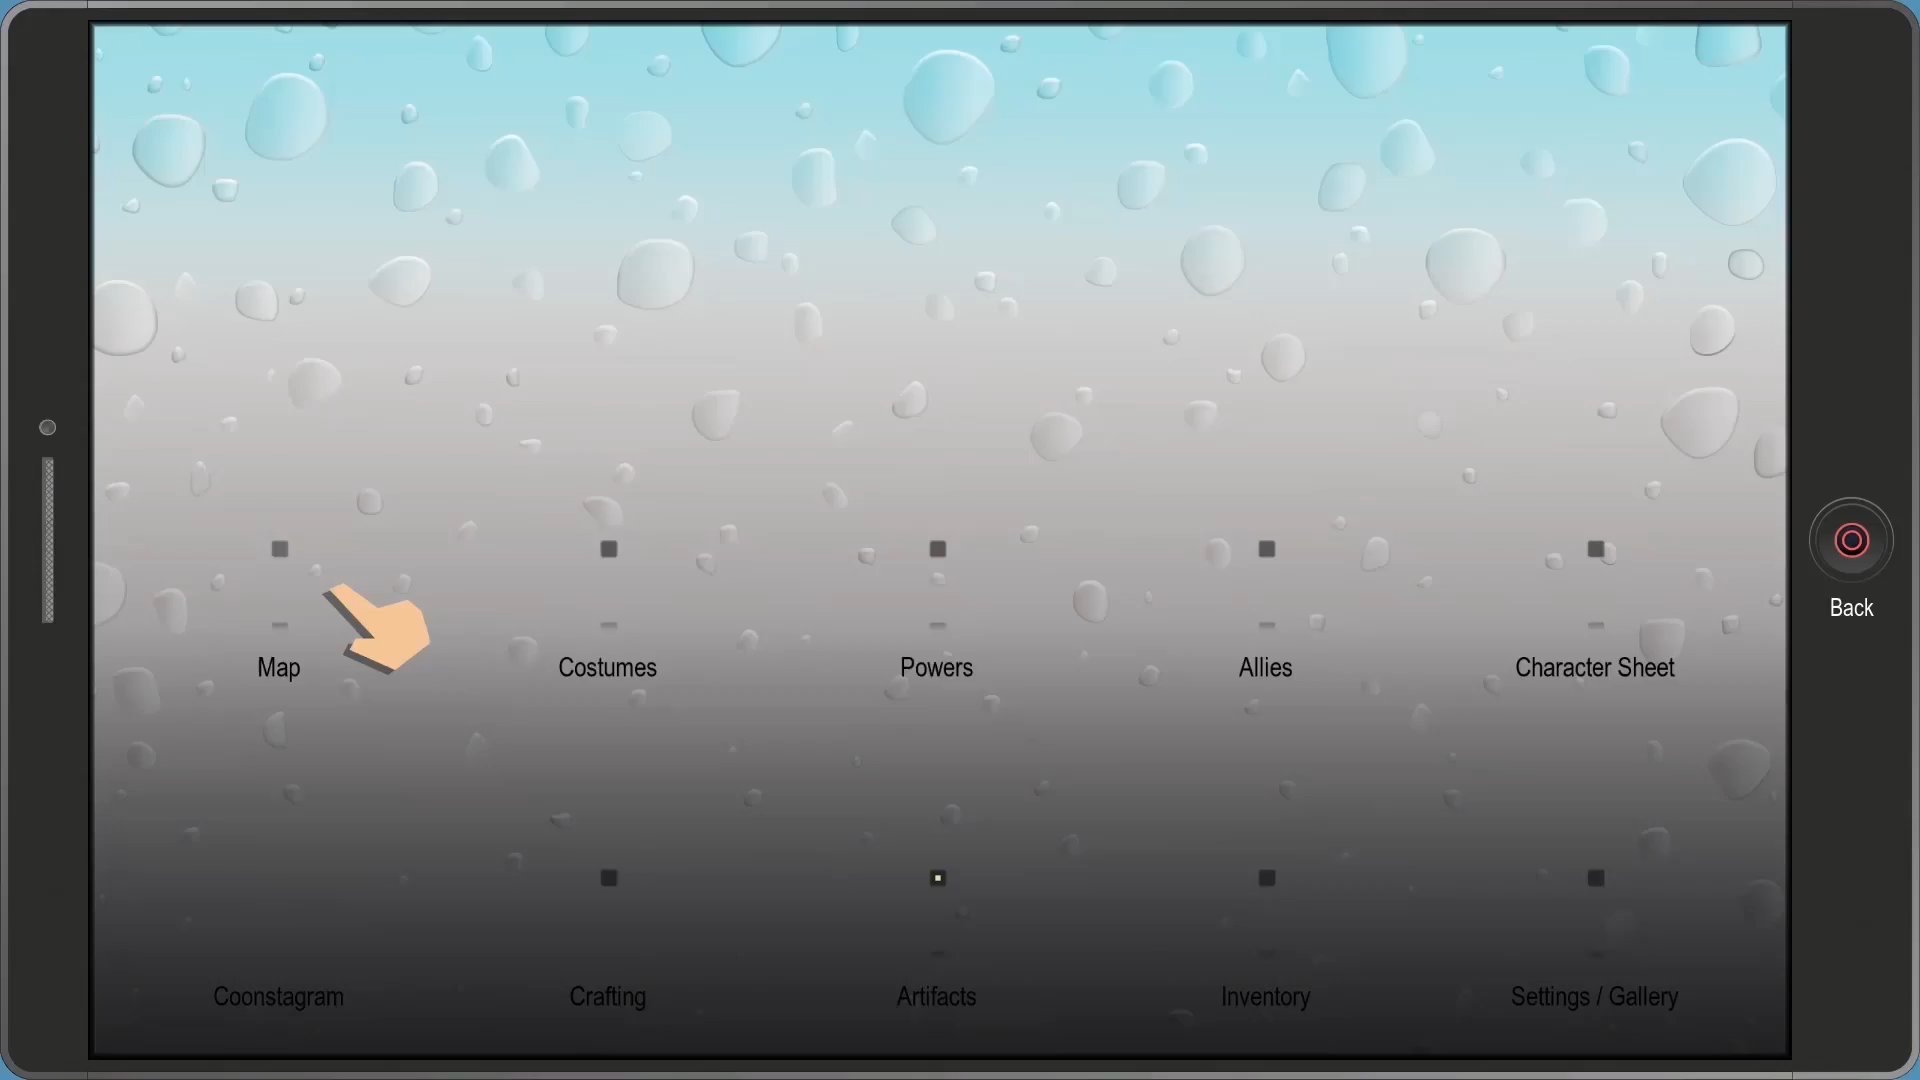 Back
Map
Costumes
Powers
Allies
Character Sheet
Coonstagram
Crafting
Artifacts
Inventory
Settings / Gallery